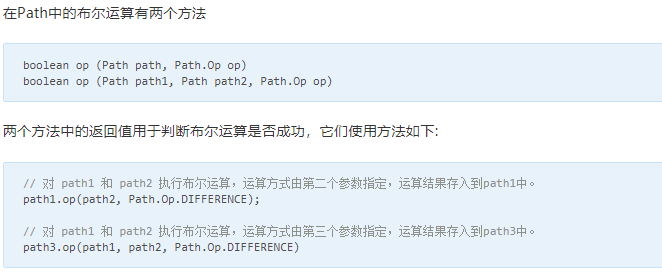 在Path中的布尔运算有两个方法
boolean op (Path path, Path.Op op)
boolean op (Path path1, Path path2, Path.Op op)
两个方法中的返回值用于判断布尔运算是否成功，它们使用方法如下:
// 对 path1 和 path2 执行布尔运算，运算方式由第二个参数指定，运算结果存入到path1中。
path1.op(path2, Path.Op.DIFFERENCE);
// 对 path1 和 path2 执行布尔运算，运算方式由第三个参数指定，运算结果存入到path3中。
path3.op(path1, path2, Path.Op.DIFFERENCE)